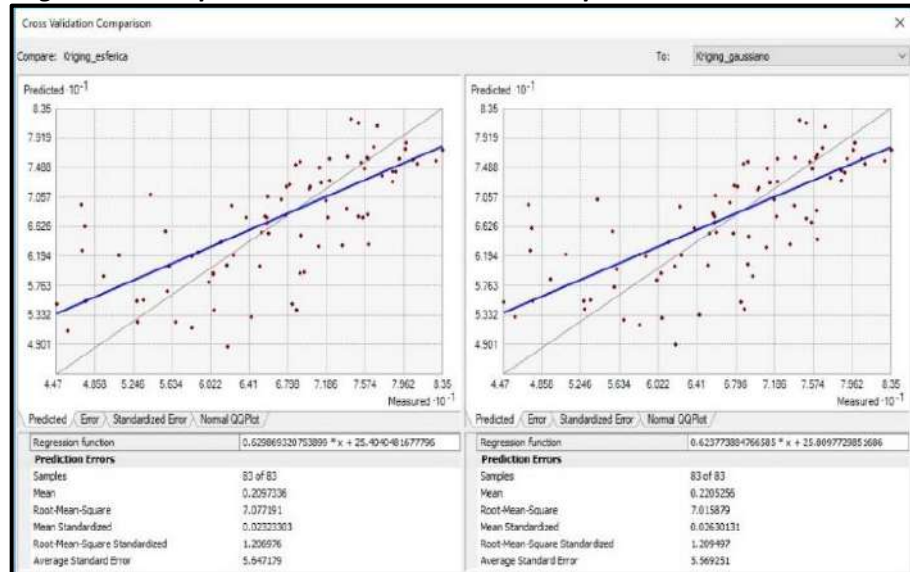 Cross Validation Comparison
Compare: Kriging_esferica
To: Kriging_gaussiano
Predicted ·10⁻¹
8.35
7.919
7.488
7.057
6.626
6.194
5.763
5.332
4.901
4.47 4.858 5.246 5.634 6.022 6.41 6.798 7.186 7.574 7.962 8.35
Measured ·10⁻¹
Predicted Error Standardized Error Normal QQPlot
Regression function 0.629869320753899 * x + 25.4040481677796
Prediction Errors
Samples 83 of 83
Mean 0.2097336
Root-Mean-Square 7.077191
Mean Standardized 0.02323303
Root-Mean-Square Standardized 1.206976
Average Standard Error 5.647179
Predicted ·10⁻¹
8.35
7.919
7.488
7.057
6.626
6.194
5.763
5.332
4.901
4.47 4.858 5.246 5.634 6.022 6.41 6.798 7.186 7.574 7.962 8.35
Measured ·10⁻¹
Predicted Error Standardized Error Normal QQPlot
Regression function 0.623773884766585 * x + 25.8097729851686
Prediction Errors
Samples 83 of 83
Mean 0.2205256
Root-Mean-Square 7.015879
Mean Standardized 0.02630131
Root-Mean-Square Standardized 1.209497
Average Standard Error 5.569251